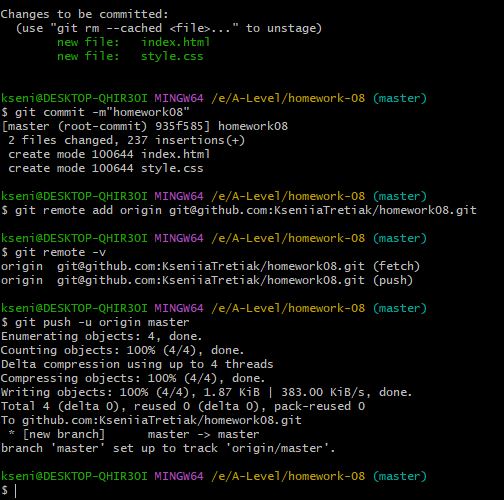 Changes to be committed:
  (use "git rm --cached <file>..." to unstage)
        new file:   index.html
        new file:   style.css
kseni@DESKTOP-QHIR3OI MINGW64 /e/A-Level/homework-08 (master)
$ git commit -m"homework08"
[master (root-commit) 935f585] homework08
 2 files changed, 237 insertions(+)
 create mode 100644 index.html
 create mode 100644 style.css
kseni@DESKTOP-QHIR3OI MINGW64 /e/A-Level/homework-08 (master)
$ git remote add origin git@github.com:KseniiaTretiak/homework08.git
kseni@DESKTOP-QHIR3OI MINGW64 /e/A-Level/homework-08 (master)
$ git remote -v
origin  git@github.com:KseniiaTretiak/homework08.git (fetch)
origin  git@github.com:KseniiaTretiak/homework08.git (push)
kseni@DESKTOP-QHIR3OI MINGW64 /e/A-Level/homework-08 (master)
$ git push -u origin master
Enumerating objects: 4, done.
Counting objects: 100% (4/4), done.
Delta compression using up to 4 threads
Compressing objects: 100% (4/4), done.
Writing objects: 100% (4/4), 1.87 KiB | 383.00 KiB/s, done.
Total 4 (delta 0), reused 0 (delta 0), pack-reused 0
To github.com:KseniiaTretiak/homework08.git
 * [new branch]      master -> master
branch 'master' set up to track 'origin/master'.
kseni@DESKTOP-QHIR3OI MINGW64 /e/A-Level/homework-08 (master)
$